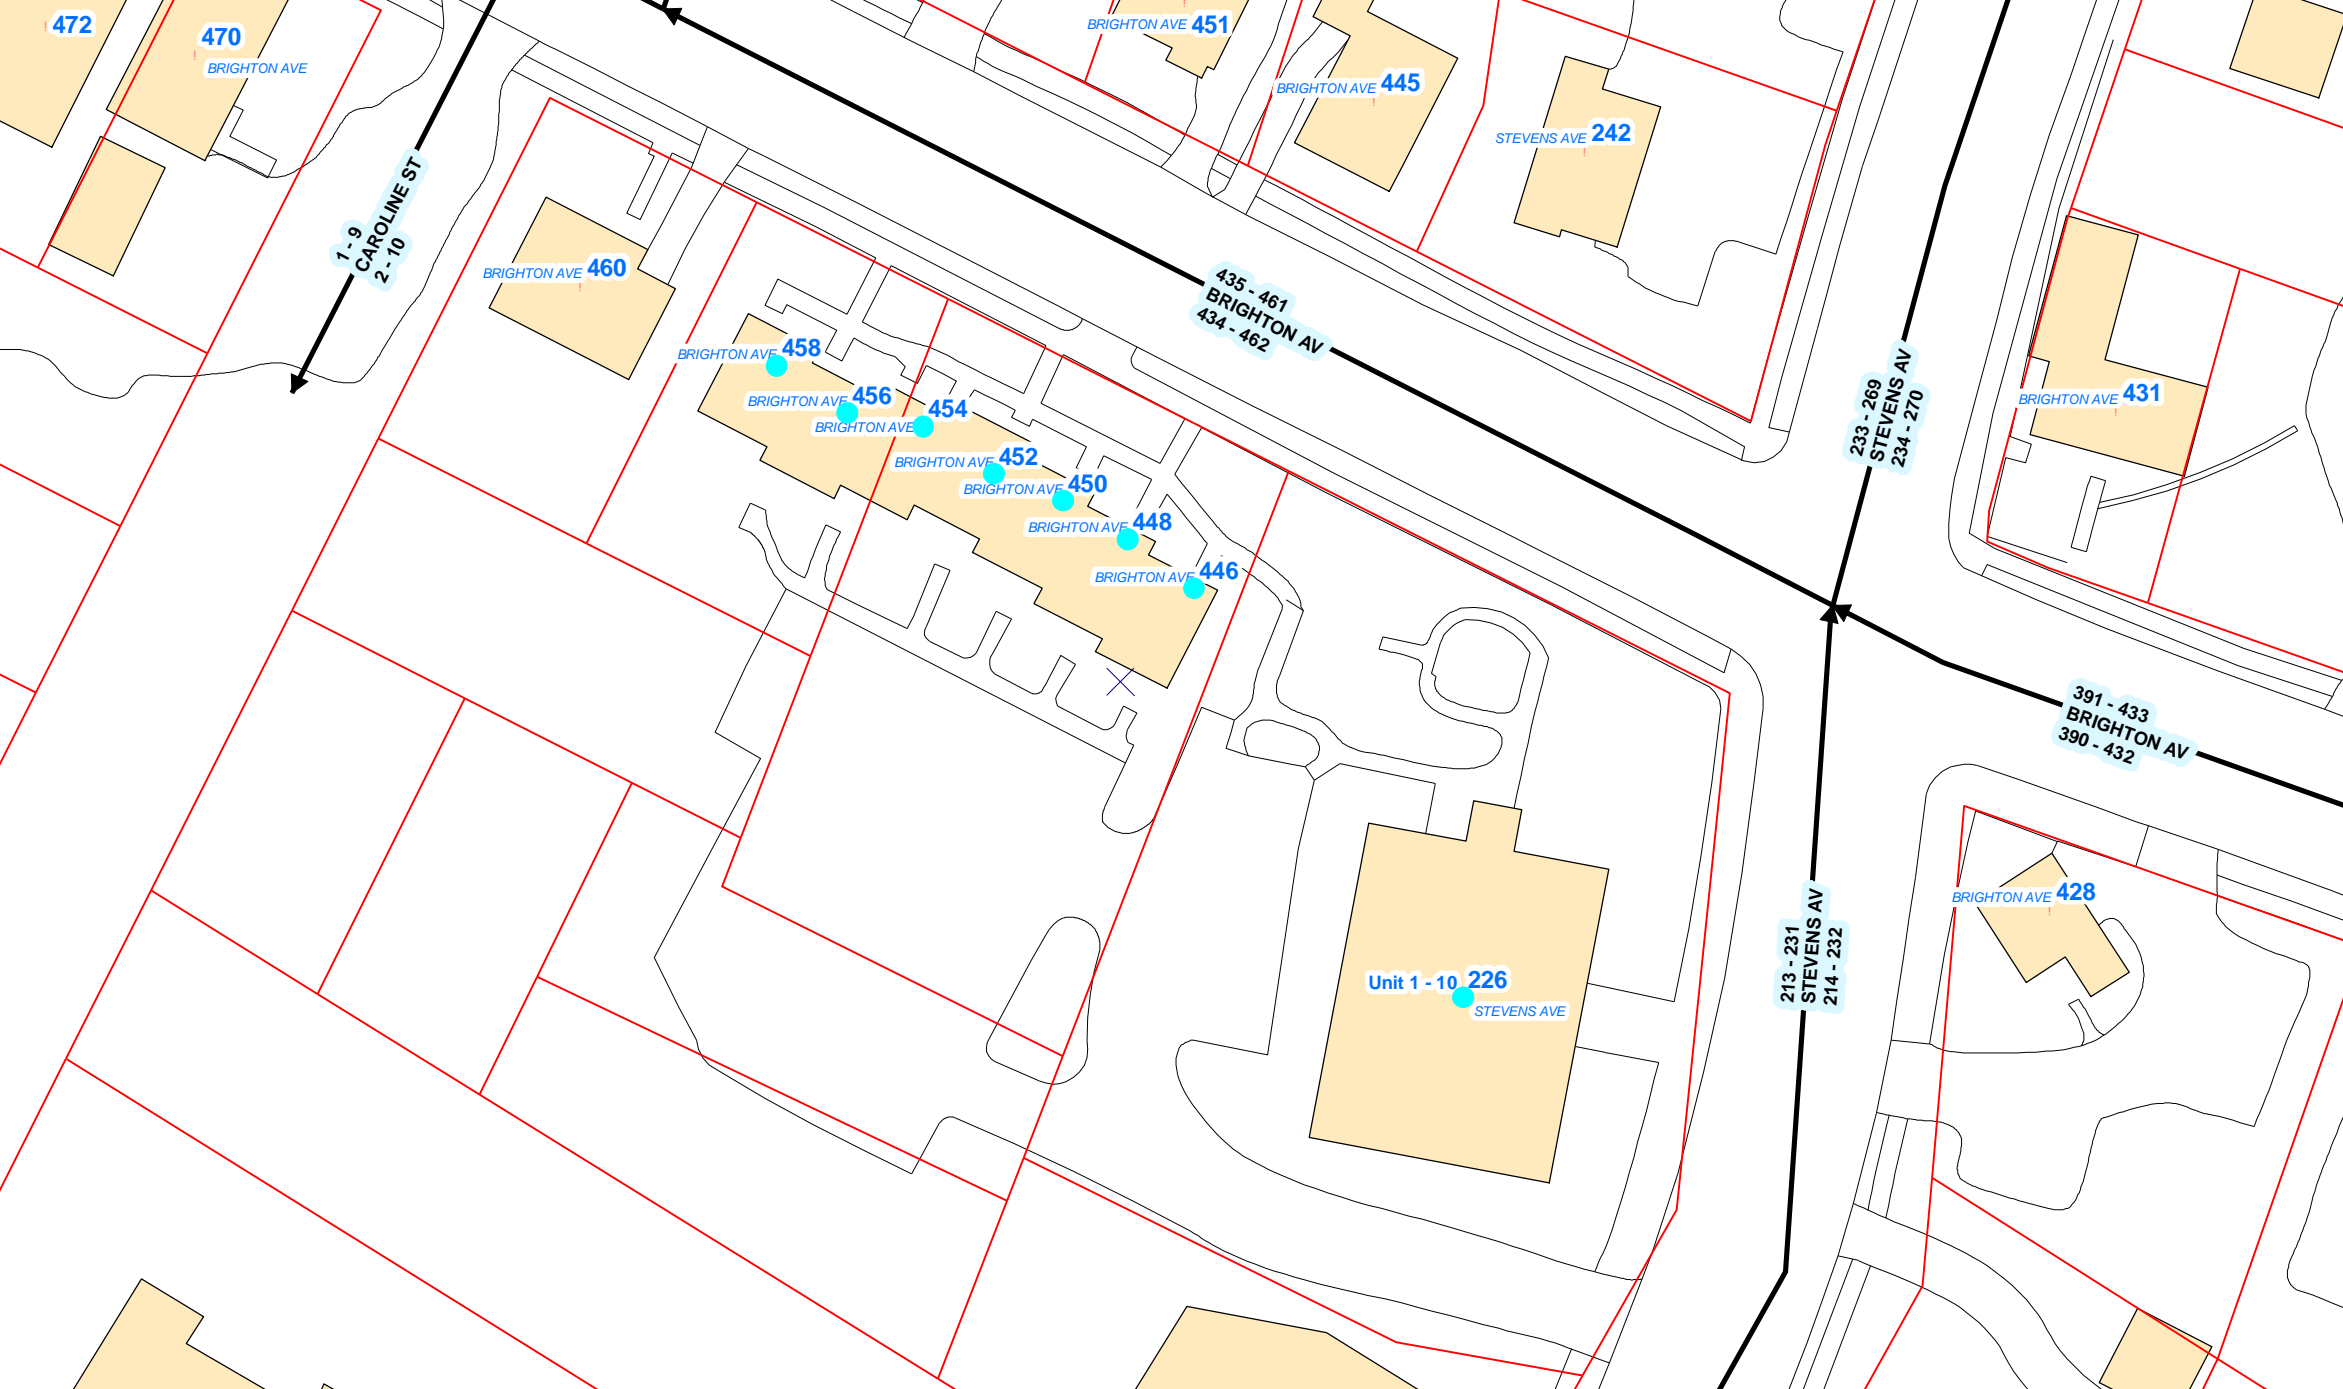 472
470
BRIGHTON AVE
BRIGHTON AVE 451
BRIGHTON AVE 445
STEVENS AVE 242
1 - 9
CAROLINE ST
2 - 10
BRIGHTON AVE 460
435 - 461
BRIGHTON AV
434 - 462
BRIGHTON AVE 458
BRIGHTON AVE 456
BRIGHTON AVE 454
BRIGHTON AVE 452
BRIGHTON AVE 450
BRIGHTON AVE 448
BRIGHTON AVE 446
233 - 269
STEVENS AV
234 - 270
BRIGHTON AVE 431
391 - 433
BRIGHTON AV
390 - 432
BRIGHTON AVE 428
213 - 231
STEVENS AV
214 - 232
Unit 1 - 10 226
STEVENS AVE